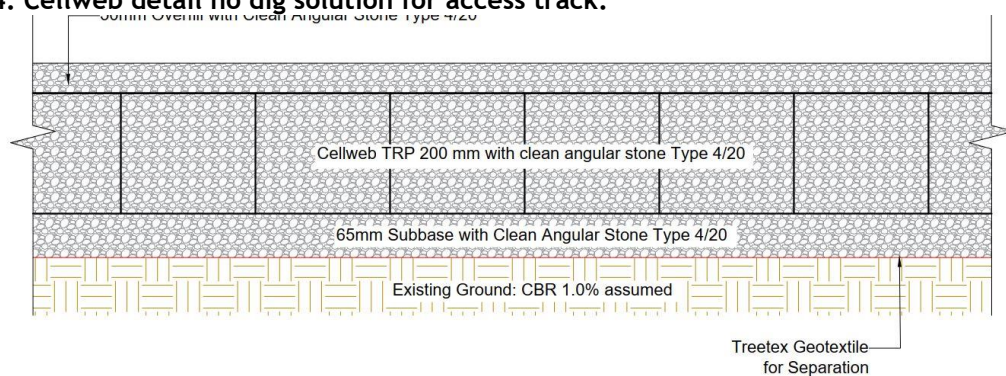 4. Cellweb detail no dig solution for access track.
50mm Overfill with Clean Angular Stone Type 4/20
Cellweb TRP 200 mm with clean angular stone Type 4/20
65mm Subbase with Clean Angular Stone Type 4/20
Existing Ground: CBR 1.0% assumed
Treetex Geotextile
for Separation